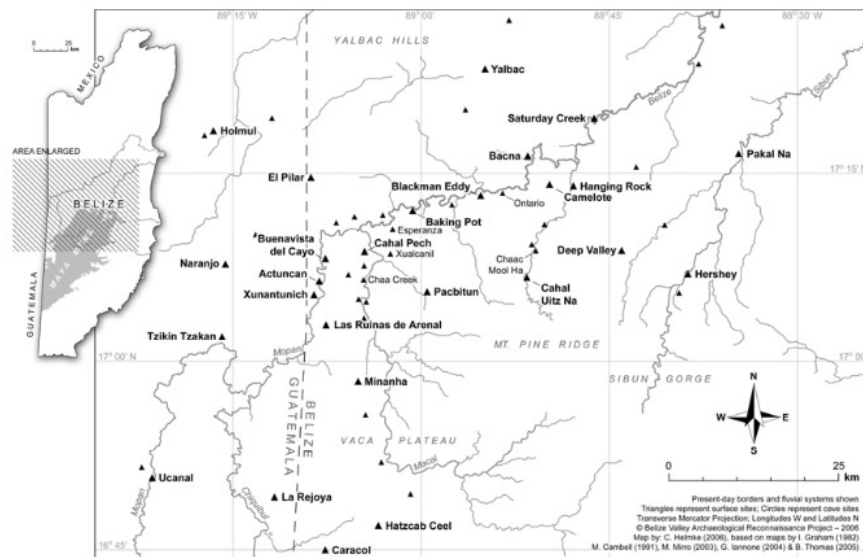 89°15'
89°00'
88°45'
88°30' W
0 25
km
MEXICO
AREA ENLARGED
BELIZE
GUATEMALA
YALBAC HILLS
Yalbac
Belize
Sibun
Saturday Creek
Holmul
Bacna
Pakal Na
17°15'
El Pilar
Blackman Eddy
Hanging Rock
Ontario
Camelote
Baking Pot
Esperanza
Buenavista
del Cayo
Cahal Pech
Xualcanil
Deep Valley
Chaac
Mool Ha
Naranjo
Actuncan
Chaa Creek
Hershey
Cahal
Uitz Na
Xunantunich
Pacbitun
Las Ruinas de Arenal
Tzikin Tzakan
Mopan
MT. PINE RIDGE
17°00' N
17°00'
SIBUN GORGE
Minanha
BELIZE
GUATEMALA
VACA PLATEAU
N
W E
S
Macal
Ucanal
Mopan
Chiquibul
La Rejoya
0 25
km
Hatzcab Ceel
16°45'
Caracol
Present-day borders and fluvial systems shown
Triangles represent surface sites; Circles represent cave sites
Transverse Mercator Projection; Longitudes W and Latitudes N
© Belize Valley Archaeological Reconnaissance Project – 2006
Map by: C. Helmke (2006), based on maps by I. Graham (1982),
M. Cambell (1991), M. Mirro (2003), G. Iannone (2004) & B. Thomas (2005)